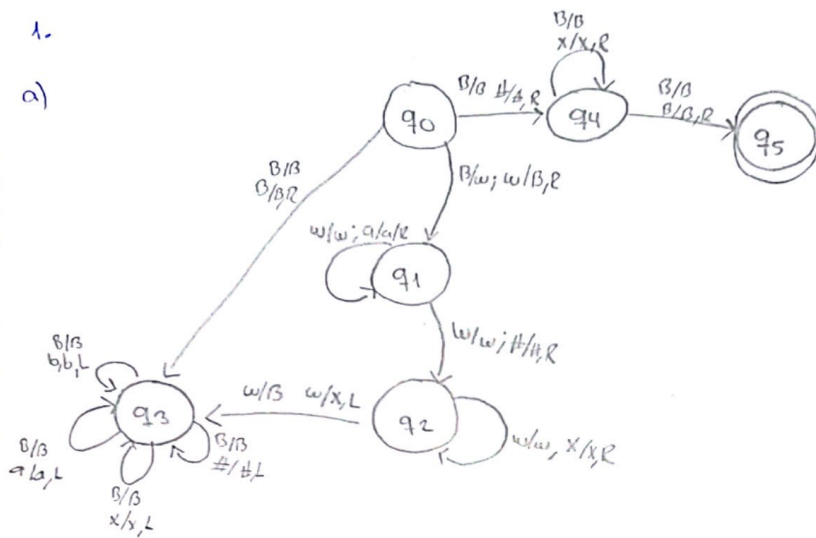 1.
a)
B/B
x/x,R
B/B #/#,R
B/B
B/B,R
q0
q4
q5
B/B
B/B,R
B/w; w/B,R
w/w; a/a/R
q1
w/w; #/#,R
B/B
b,b,L
q3
w/B w/x,L
q2
w/w, x/x,R
B/B
a/a,L
B/B
#/#,L
B/B
x/x,L